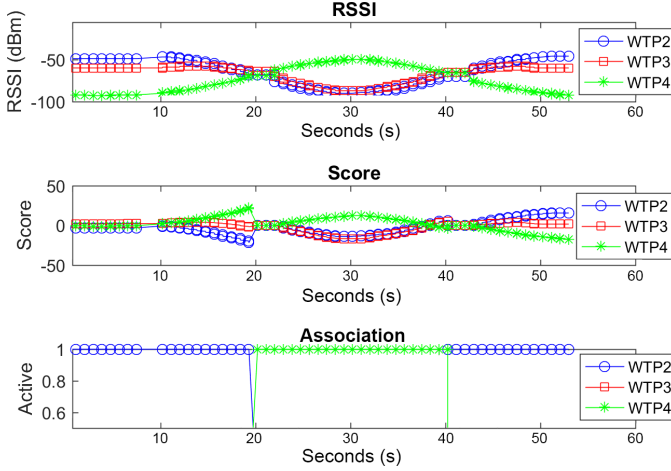 RSSI
RSSI (dBm)
-50
-100
10 20 30 40 50 60
Seconds (s)
WTP2
WTP3
WTP4
Score
Score
50
0
-50
10 20 30 40 50 60
Seconds (s)
WTP2
WTP3
WTP4
Association
Active
1
0.8
0.6
10 20 30 40 50 60
Seconds (s)
WTP2
WTP3
WTP4